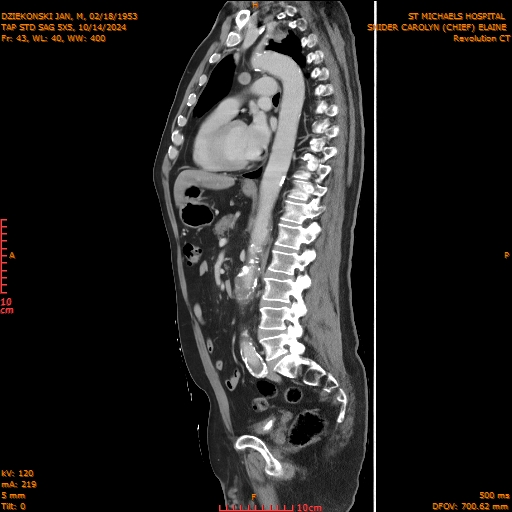 DZIEKONSKI JAN, M, 02/18/1953
TAP STD SAG 5X5, 10/14/2024
Fr: 43, WL: 40, WW: 400
H
ST MICHAELS HOSPITAL
SNIDER CAROLYN (CHIEF) ELAINE
Revolution CT
A
P
10
cm
kV: 120
mA: 219
5 mm
Tilt: 0
F
10cm
500 ms
DFOV: 700.62 mm